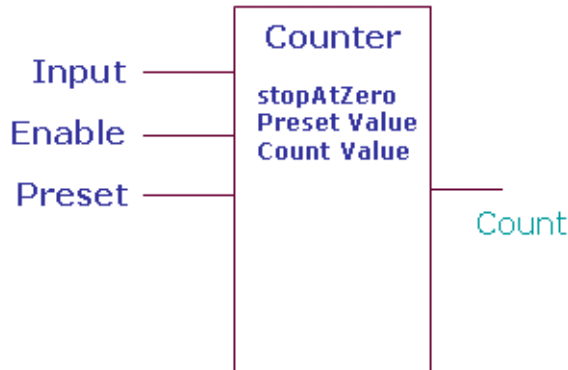 Counter
Input
stopAtZero
Enable
Preset Value
Count Value
Preset
Count